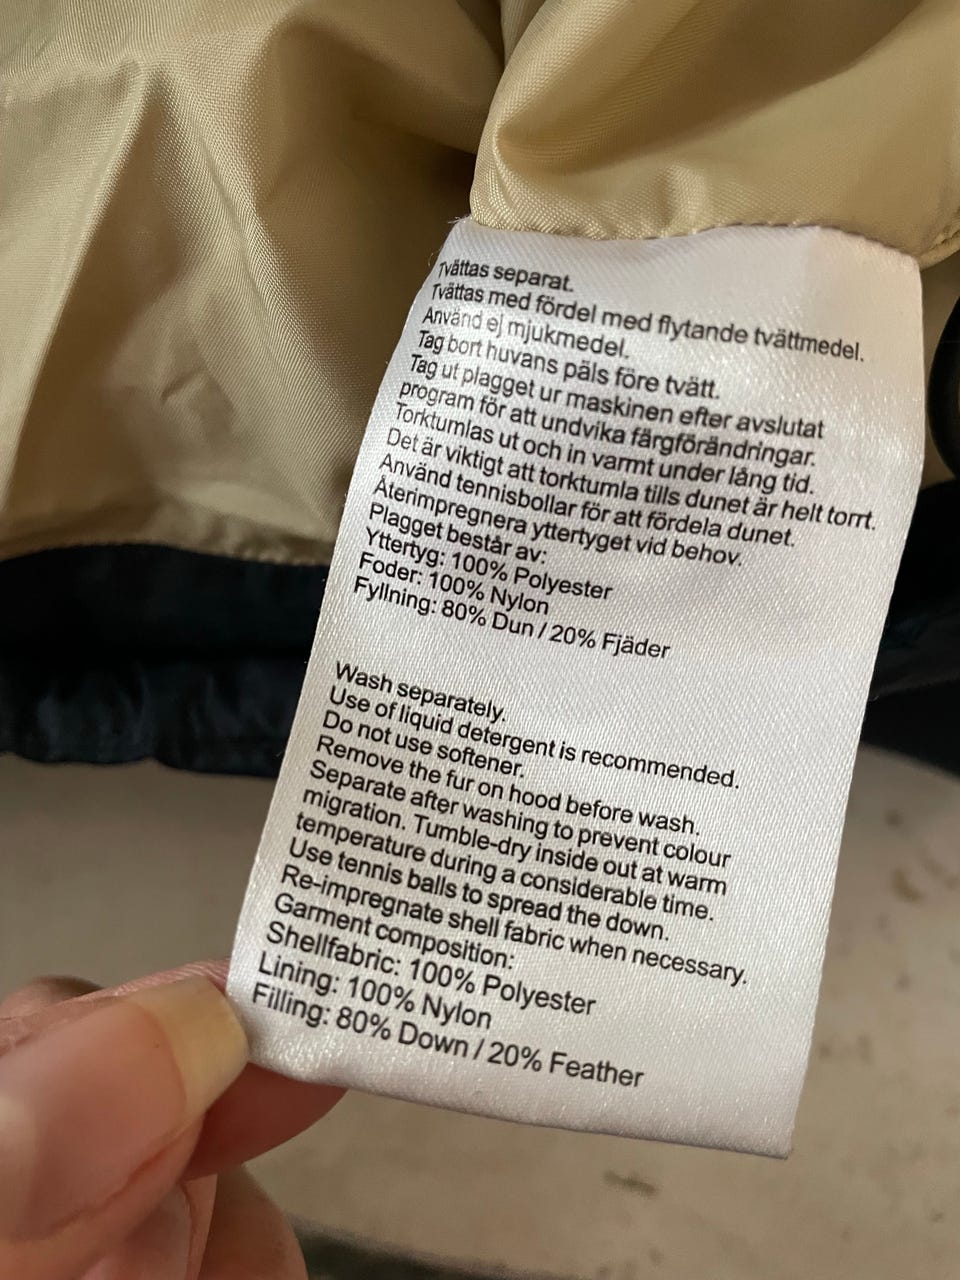 Tvättas separat.
Tvättas med fördel med flytande tvättmedel.
Använd ej mjukmedel.
Tag bort huvans päls före tvätt.
Tag ut plagget ur maskinen efter avslutat
program för att undvika färgförändringar.
Torktumlas ut och in varmt under lång tid.
Det är viktigt att torktumla tills dunet är helt torrt.
Använd tennisbollar för att fördela dunet.
Återimpregnera yttertyget vid behov.
Plagget består av:
Yttertyg: 100% Polyester
Foder: 100% Nylon
Fyllning: 80% Dun / 20% Fjäder
Wash separately.
Use of liquid detergent is recommended.
Do not use softener.
Remove the fur on hood before wash.
Separate after washing to prevent colour
migration. Tumble-dry inside out at warm
temperature during a considerable time.
Use tennis balls to spread the down.
Re-impregnate shell fabric when necessary.
Garment composition:
Shellfabric: 100% Polyester
Lining: 100% Nylon
Filling: 80% Down / 20% Feather